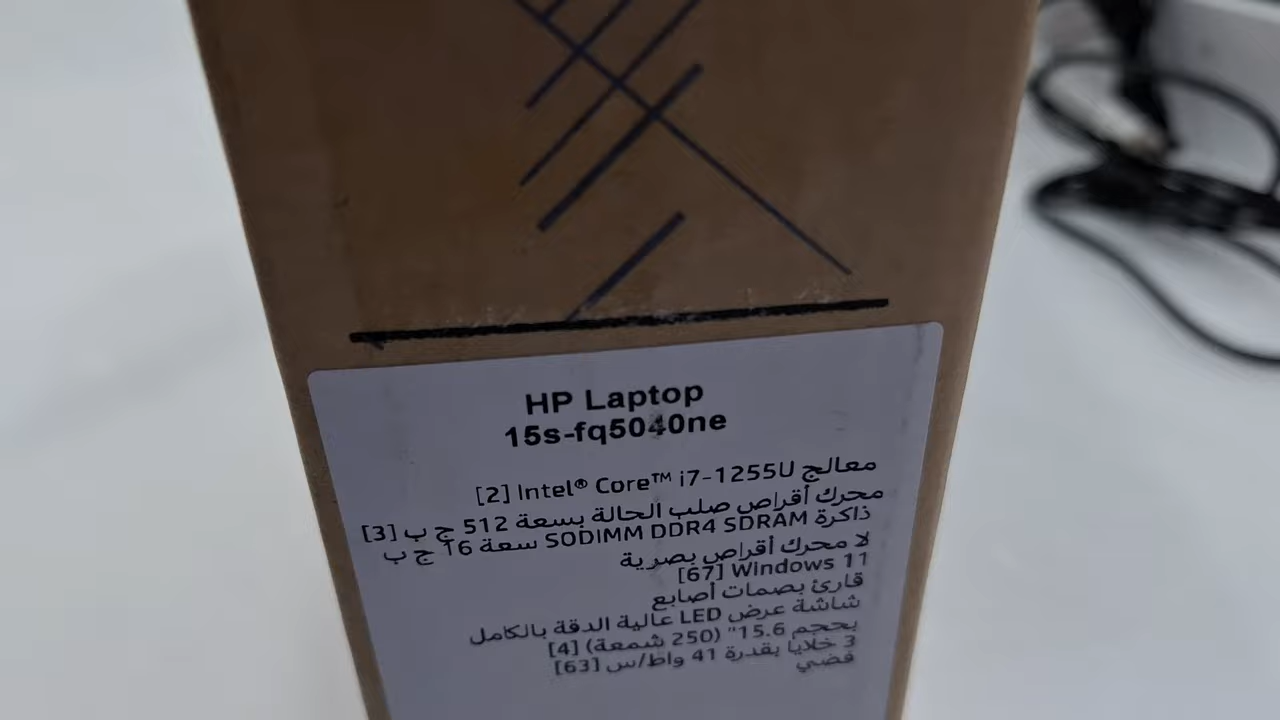 HP Laptop
15s-fq5040ne
معالج Intel® Core™ i7-1255U [2]
محرك أقراص صلب الحالة بسعة 512 ج ب [3]
ذاكرة SODIMM DDR4 SDRAM سعة 16 ج ب
لا محرك أقراص بصرية
Windows 11 [67]
قارئ بصمات أصابع
شاشة عرض LED عالية الدقة بالكامل
بحجم 15.6" (250 شمعة) [4]
3 خلايا بقدرة 41 واط/س [63]
فضي